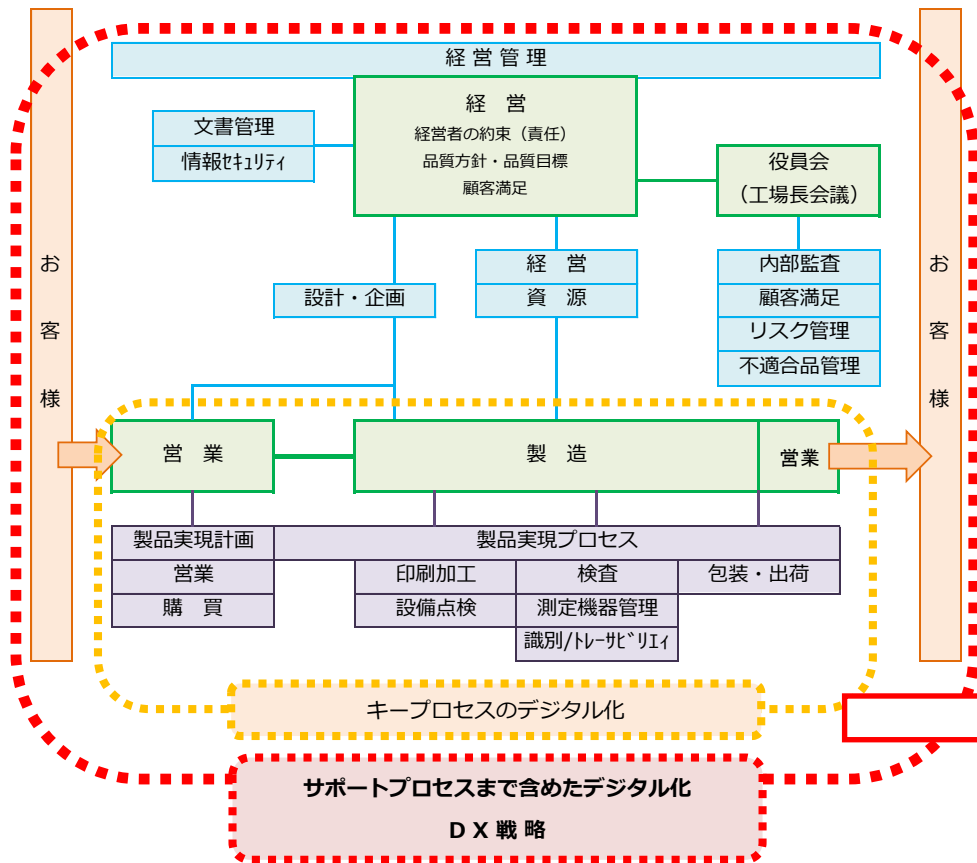 経 営 管 理
経　営
経営者の約束（責任）
品質方針・品質目標
顧客満足
文書管理
情報ｾｷｭﾘﾃｨ
役員会
（工場長会議）
お客様
お客様
経　営
資　源
設計・企画
内部監査
顧客満足
リスク管理
不適合品管理
営　業
製　造
営業
製品実現計画
製品実現プロセス
営業
印刷加工
検査
包装・出荷
購　買
設備点検
測定機器管理
識別/ﾄﾚｰｻﾋﾞﾘｴｨ
キープロセスのデジタル化
サポートプロセスまで含めたデジタル化
D X 戦 略